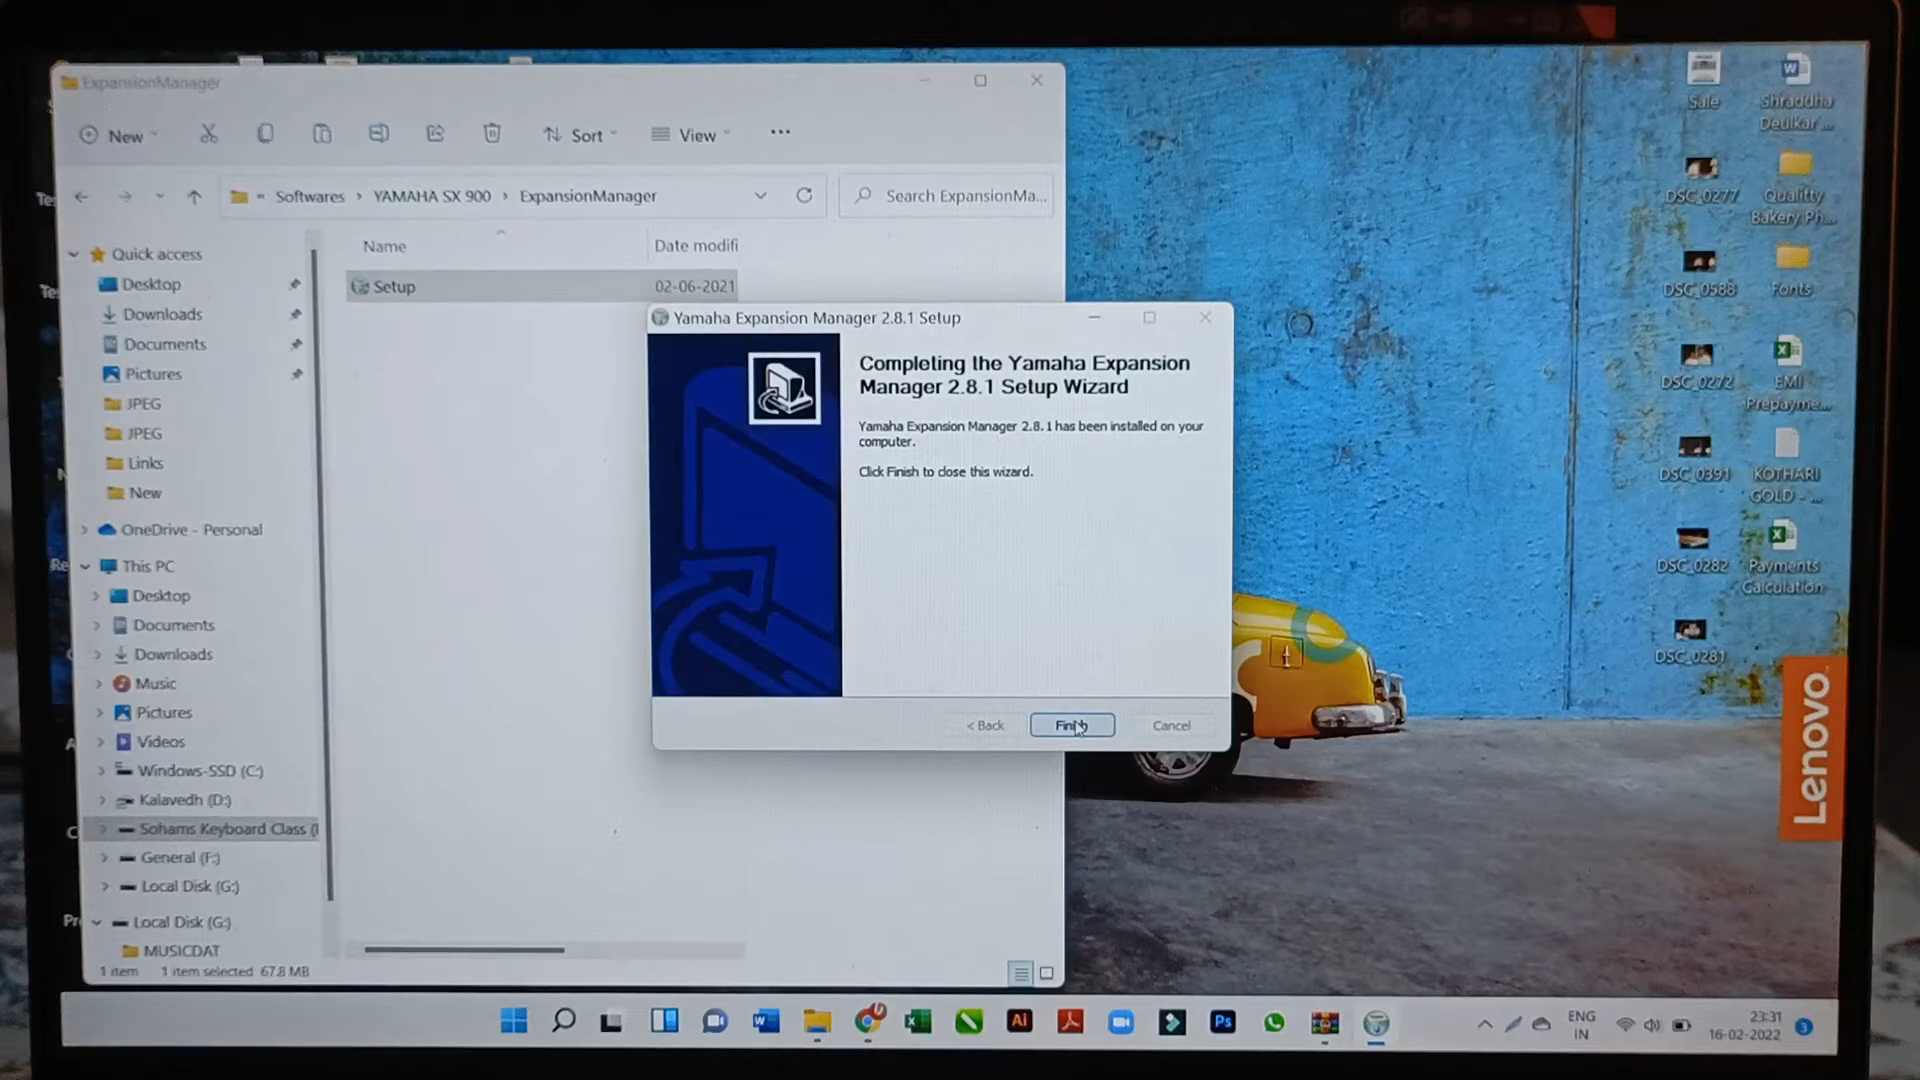 ExpansionManager
New
Sort
View
...
Softwares > YAMAHA SX 900 > ExpansionManager
Search ExpansionMa...
Name
Date modifi
Setup
02-06-2021
Quick access
Desktop
Downloads
Documents
Pictures
JPEG
JPEG
Links
New
OneDrive - Personal
This PC
Desktop
Documents
Downloads
Music
Pictures
Videos
Windows-SSD (C:)
Kalavedh (D:)
Sohams Keyboard Class (
General (F:)
Local Disk (G:)
Local Disk (G:)
MUSICDAT
1 item 1 item selected 67.8 MB
Yamaha Expansion Manager 2.8.1 Setup
Completing the Yamaha Expansion
Manager 2.8.1 Setup Wizard
Yamaha Expansion Manager 2.8.1 has been installed on your
computer.
Click Finish to close this wizard.
< Back
Finish
Cancel
Sale
Shraddha
Deulkar ...
DSC_0277
Qualitty
Bakery Ph...
DSC_0588
Fonts
DSC_0272
EMI
Prepayme...
DSC_0391
KOTHARI
GOLD - ...
DSC_0282
Payments
Calculation
DSC_0281
Lenovo
Ai
Ps
ENG
IN
23:31
16-02-2022
3